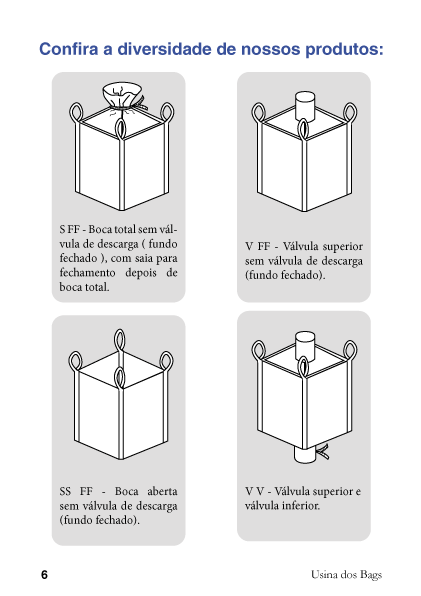 Confira a diversidade de nossos produtos:
S FF - Boca total sem vál-
vula de descarga ( fundo
fechado ), com saia para
fechamento depois de
boca total.
V FF - Válvula superior
sem válvula de descarga
(fundo fechado).
SS FF - Boca aberta
sem válvula de descarga
(fundo fechado).
V V - Válvula superior e
válvula inferior.
6
Usina dos Bags